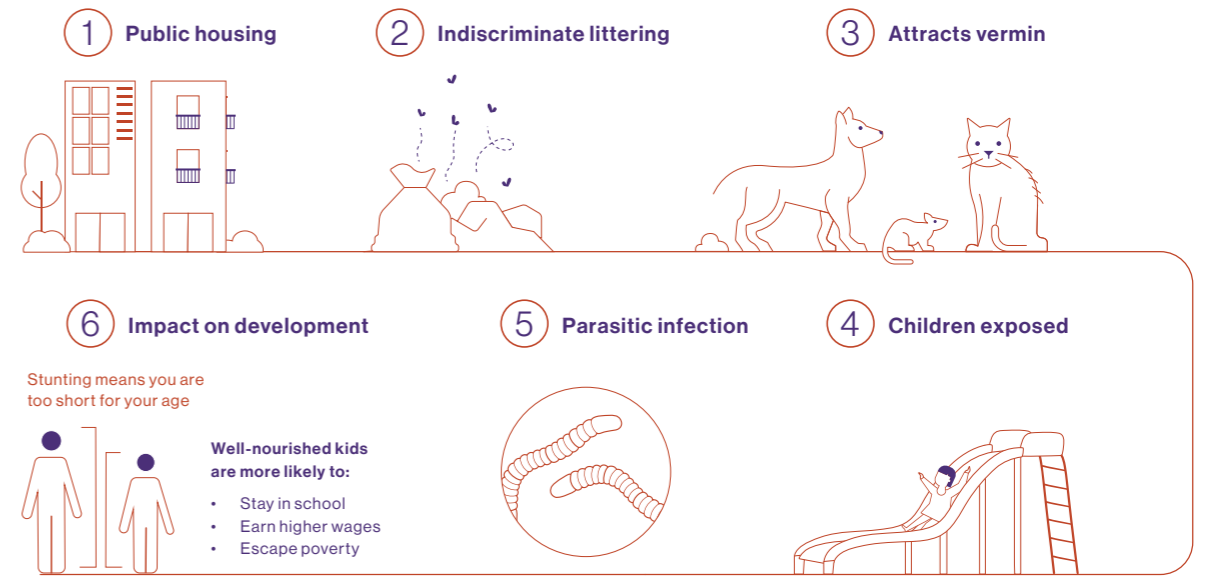 1 Public housing
2 Indiscriminate littering
3 Attracts vermin
4 Children exposed
5 Parasitic infection
6 Impact on development
Stunting means you are
too short for your age
Well-nourished kids
are more likely to:
• Stay in school
• Earn higher wages
• Escape poverty